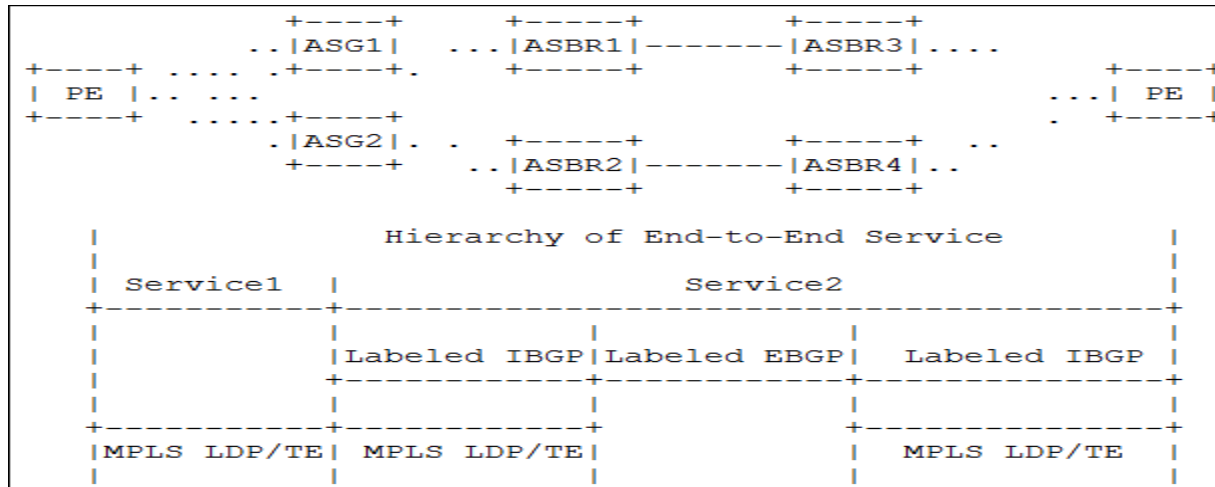 +----+        +-----+             +-----+
                  ..|ASG1|   ...|ASBR1|-------|ASBR3|....
+----+  .... .+----+.      +-----+             +-----+             +----+
|  PE  |.. ...                                                       ...|  PE  |
+----+   .....+----+                                               .   +----+
                  .|ASG2|. .   +-----+             +-----+   ..
                    +----+     ..|ASBR2|-------|ASBR4|..
                                   +-----+             +-----+
     |                    Hierarchy of End-to-End Service            |
     |                                                                             |
     |  Service1   |                         Service2                        |
     +-----------+------------------------------------------+
     |                 |                  |                  |                      |
     |                 |Labeled IBGP|Labeled EBGP|   Labeled IBGP  |
     |                 +------------+------------+---------------+
     |                 |                  |                  |                      |
     +-----------+------------+                  +---------------+
     |MPLS LDP/TE| MPLS LDP/TE|                  |  MPLS LDP/TE   |
     |                 |                  |                  |                      |